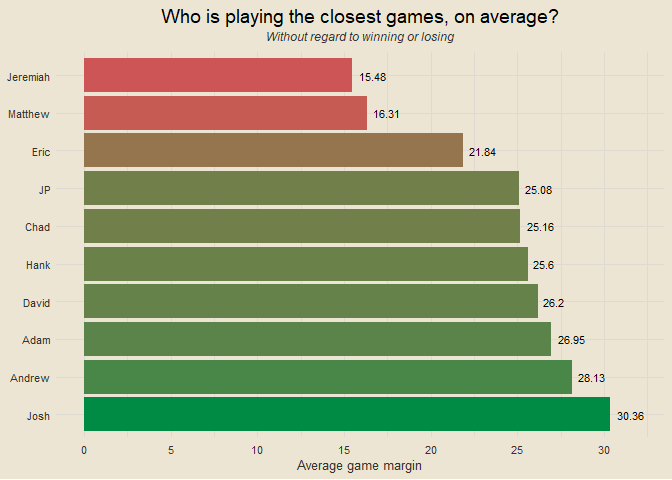 Who is playing the closest games, on average?
Without regard to winning or losing
Jeremiah 15.48
Matthew 16.31
Eric 21.84
JP 25.08
Chad 25.16
Hank 25.6
David 26.2
Adam 26.95
Andrew 28.13
Josh 30.36
0 5 10 15 20 25 30
Average game margin